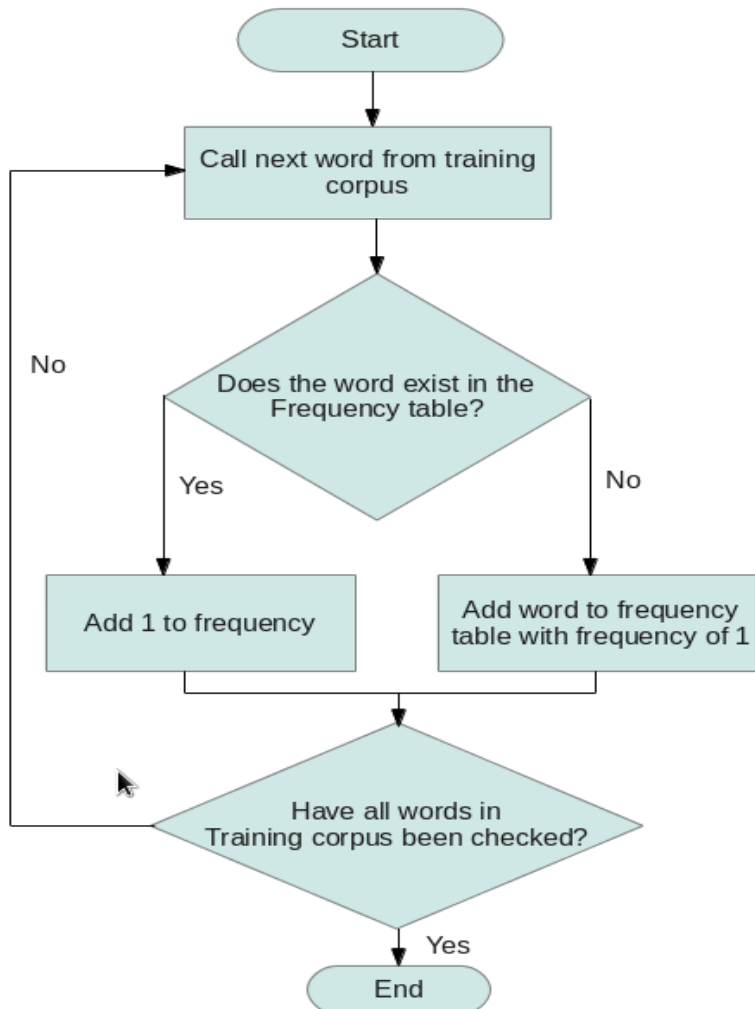 Start
Call next word from training
corpus
No
Does the word exist in the
Frequency table?
Yes
No
Add 1 to frequency
Add word to frequency
table with frequency of 1
Have all words in
Training corpus been checked?
Yes
End